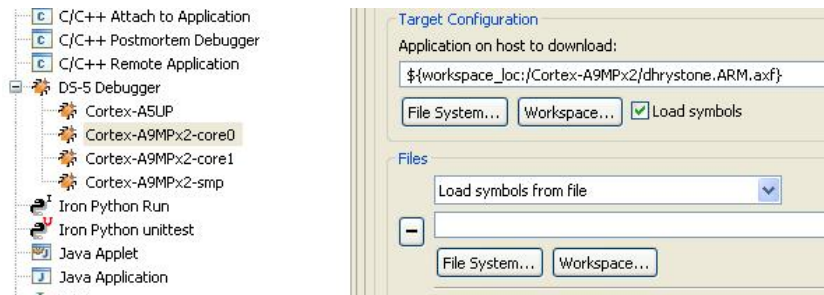 C/C++ Attach to Application
C/C++ Postmortem Debugger
C/C++ Remote Application
DS-5 Debugger
Cortex-A5UP
Cortex-A9MPx2-core0
Cortex-A9MPx2-core1
Cortex-A9MPx2-smp
Iron Python Run
Iron Python unittest
Java Applet
Java Application
Target Configuration
Application on host to download:
${workspace_loc:/Cortex-A9MPx2/dhrystone.ARM.axf}
File System... Workspace... Load symbols
Files
Load symbols from file
File System... Workspace...